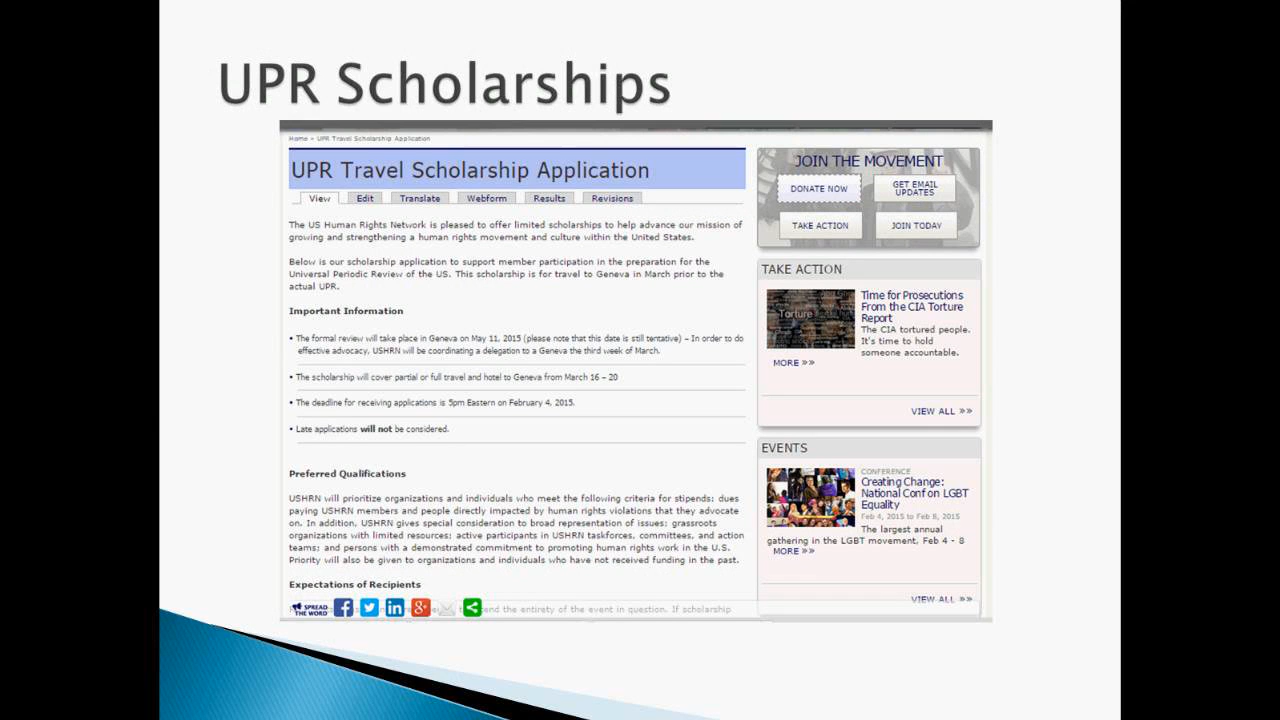 UPR Scholarships
Home » UPR Travel Scholarship Application
UPR Travel Scholarship Application
View Edit Translate Webform Results Revisions
The US Human Rights Network is pleased to offer limited scholarships to help advance our mission of
growing and strengthening a human rights movement and culture within the United States.
Below is our scholarship application to support member participation in the preparation for the
Universal Periodic Review of the US. This scholarship is for travel to Geneva in March prior to the
actual UPR.
Important Information
• The formal review will take place in Geneva on May 11, 2015 (please note that this date is still tentative) – In order to do
effective advocacy, USHRN will be coordinating a delegation to a Geneva the third week of March.
• The scholarship will cover partial or full travel and hotel to Geneva from March 16 – 20
• The deadline for receiving applications is 5pm Eastern on February 4, 2015.
• Late applications will not be considered.
Preferred Qualifications
USHRN will prioritize organizations and individuals who meet the following criteria for stipends: dues
paying USHRN members and people directly impacted by human rights violations that they advocate
on. In addition, USHRN gives special consideration to broad representation of issues; grassroots
organizations with limited resources; active participants in USHRN taskforces, committees, and action
teams; and persons with a demonstrated commitment to promoting human rights work in the U.S.
Priority will also be given to organizations and individuals who have not received funding in the past.
Expectations of Recipients
the entirety of the event in question. If scholarship
SPREAD
THE WORD
JOIN THE MOVEMENT
DONATE NOW
GET EMAIL
UPDATES
TAKE ACTION
JOIN TODAY
TAKE ACTION
Torture
Time for Prosecutions
From the CIA Torture
Report
The CIA tortured people.
It's time to hold
someone accountable.
MORE »
VIEW ALL »
EVENTS
CONFERENCE
Creating Change:
National Conf on LGBT
Equality
Feb 4, 2015 to Feb 8, 2015
The largest annual
gathering in the LGBT movement, Feb 4 - 8
MORE »
VIEW ALL »